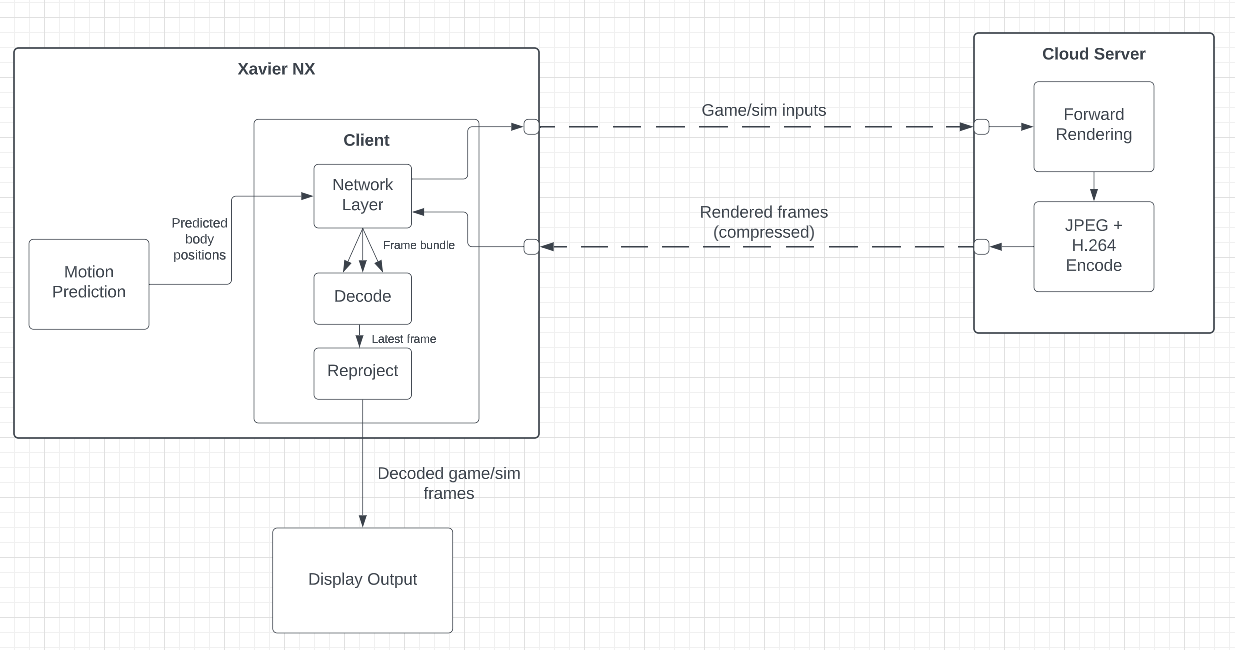 Xavier NX
Client
Network
Layer
Predicted
body
positions
Motion
Prediction
Frame bundle
Decode
Latest frame
Reproject
Decoded game/sim
frames
Display Output
Game/sim inputs
Rendered frames
(compressed)
Cloud Server
Forward
Rendering
JPEG +
H.264
Encode